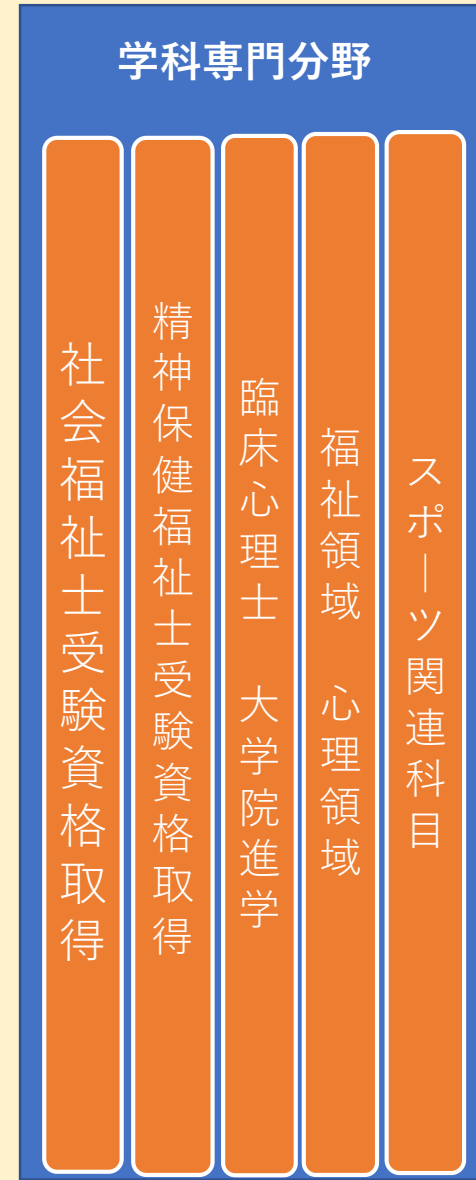 学科専門分野
社会福祉士受験資格取得
精神保健福祉士受験資格取得
臨床心理士　大学院進学
福祉領域　心理領域
スポーツ関連科目